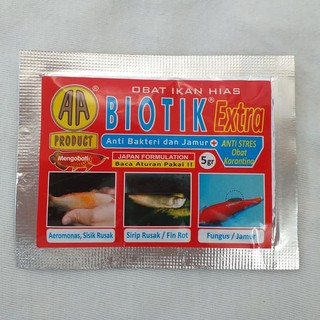 OBAT IKAN HIAS
AA
PRODUCT
BIOTIK® Extra
Anti Bakteri dan Jamur +
ANTI STRES
Obat
Karantina
Mengobati
JAPAN FORMULATION
Baca Aturan Pakai !!
5gr
Aeromonas, Sisik Rusak
Sirip Rusak / Fin Rot
Fungus / Jamur